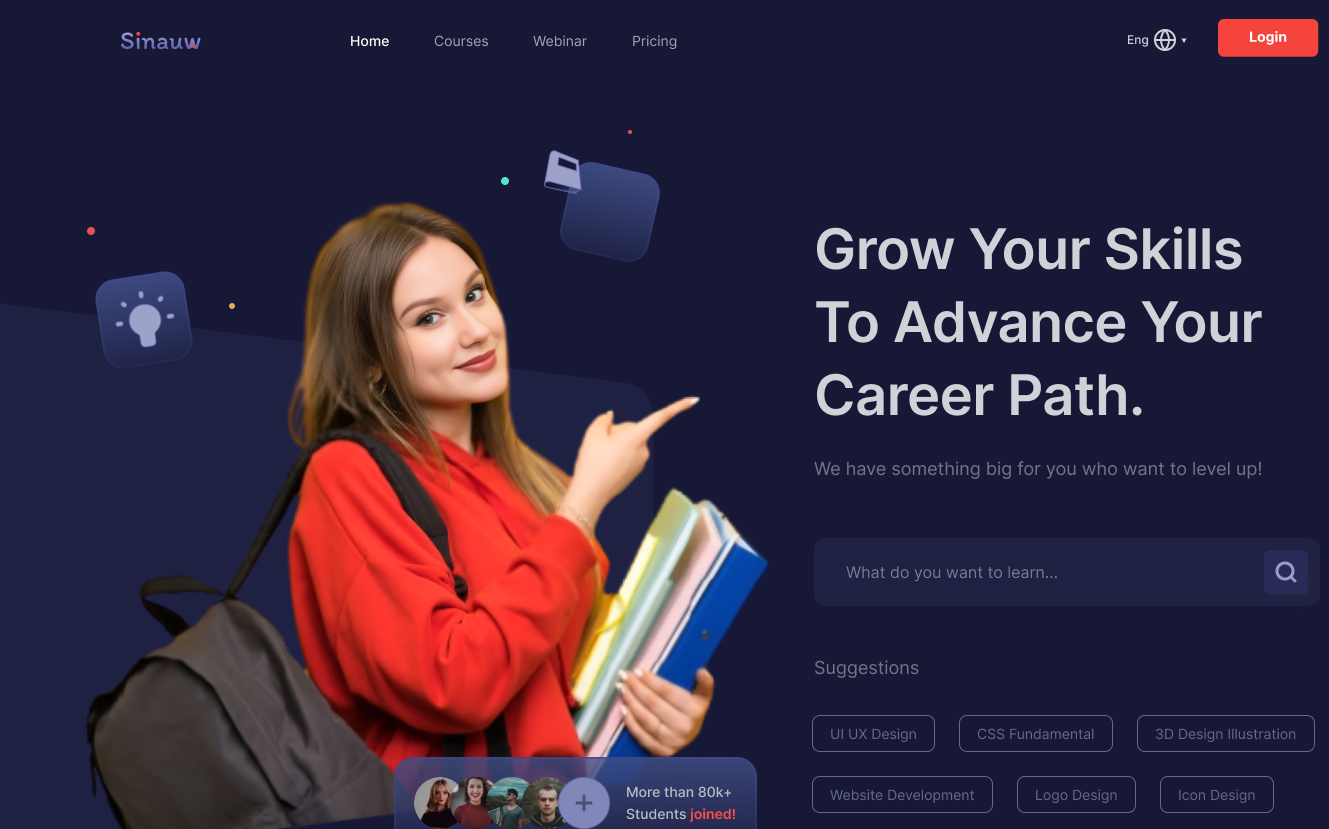 Sinauw
Home
Courses
Webinar
Pricing
Eng
Login
Grow Your Skills
To Advance Your
Career Path.
We have something big for you who want to level up!
What do you want to learn...
Suggestions
UI UX Design
CSS Fundamental
3D Design Illustration
Website Development
Logo Design
Icon Design
More than 80k+
Students joined!